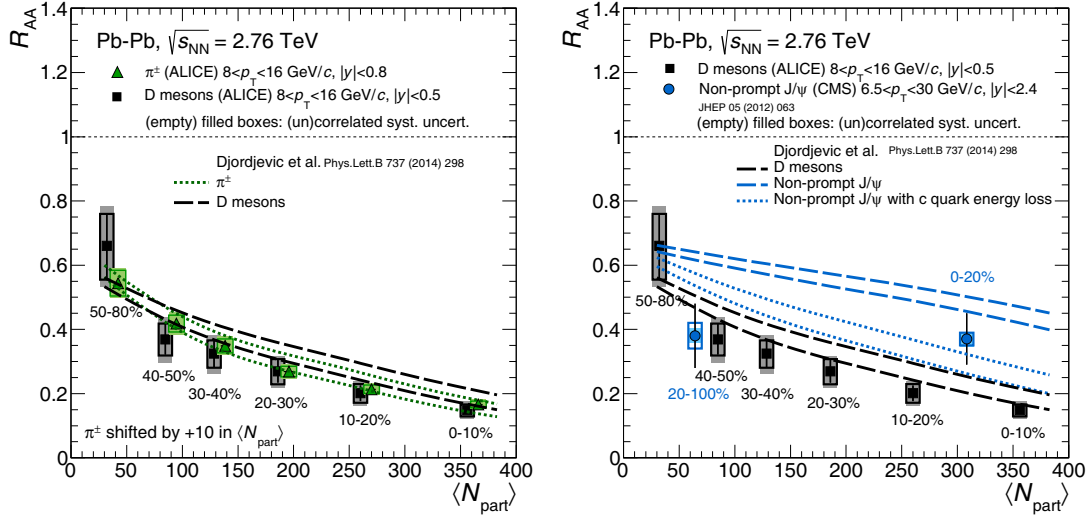 R_AA
1.4
1.2
1
0.8
0.6
0.4
0.2
0
Pb-Pb, √s_NN = 2.76 TeV
π± (ALICE) 8<p_T<16 GeV/c, |y|<0.8
D mesons (ALICE) 8<p_T<16 GeV/c, |y|<0.5
(empty) filled boxes: (un)correlated syst. uncert.
Djordjevic et al. Phys.Lett.B 737 (2014) 298
π±
D mesons
50-80%
40-50%
30-40%
20-30%
10-20%
0-10%
π± shifted by +10 in ⟨N_part⟩
0 50 100 150 200 250 300 350 400
⟨N_part⟩
R_AA
1.4
1.2
1
0.8
0.6
0.4
0.2
0
Pb-Pb, √s_NN = 2.76 TeV
D mesons (ALICE) 8<p_T<16 GeV/c, |y|<0.5
Non-prompt J/ψ (CMS) 6.5<p_T<30 GeV/c, |y|<2.4
JHEP 05 (2012) 063
(empty) filled boxes: (un)correlated syst. uncert.
Djordjevic et al. Phys.Lett.B 737 (2014) 298
D mesons
Non-prompt J/ψ
Non-prompt J/ψ with c quark energy loss
0-20%
50-80%
40-50%
20-100%
30-40%
20-30%
10-20%
0-10%
0 50 100 150 200 250 300 350 400
⟨N_part⟩